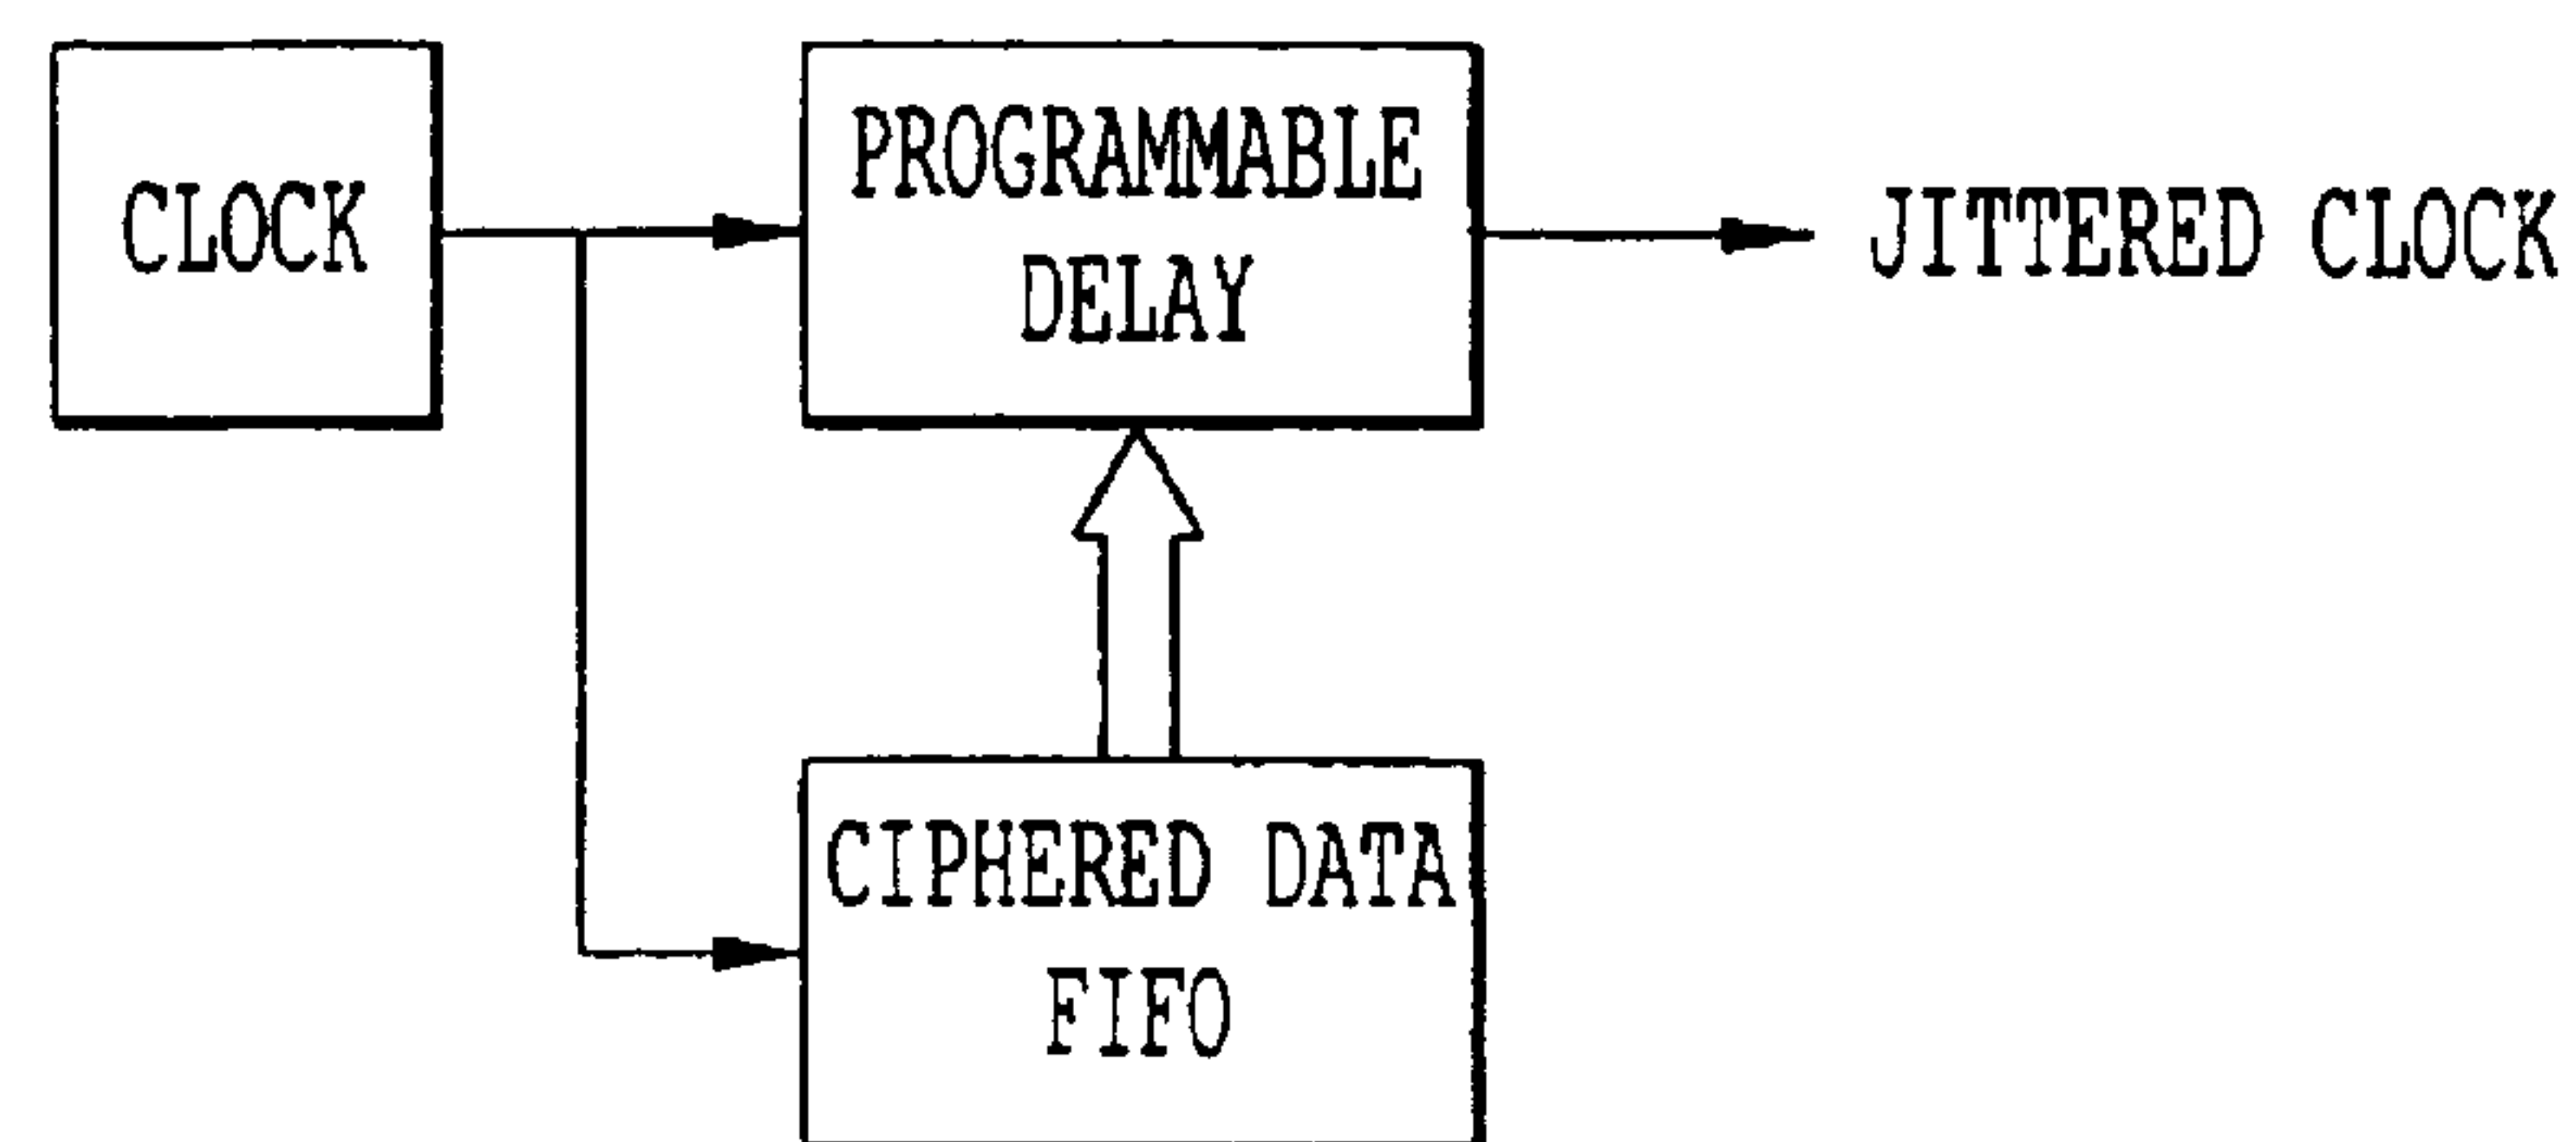 CLOCK
PROGRAMMABLE
DELAY
JITTERED CLOCK
CIPHERED DATA
FIFO